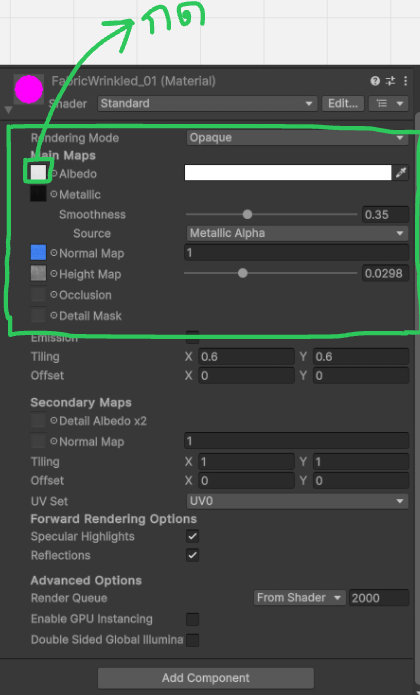 กด
FabricWrinkled_01 (Material)
Shader Standard Edit...
Rendering Mode Opaque
Main Maps
Albedo
Metallic
Smoothness 0.35
Source Metallic Alpha
Normal Map 1
Height Map 0.0298
Occlusion
Detail Mask
Emission
Tiling X 0.6 Y 0.6
Offset X 0 Y 0
Secondary Maps
Detail Albedo x2
Normal Map 1
Tiling X 1 Y 1
Offset X 0 Y 0
UV Set UV0
Forward Rendering Options
Specular Highlights
Reflections
Advanced Options
Render Queue From Shader 2000
Enable GPU Instancing
Double Sided Global Illumina
Add Component